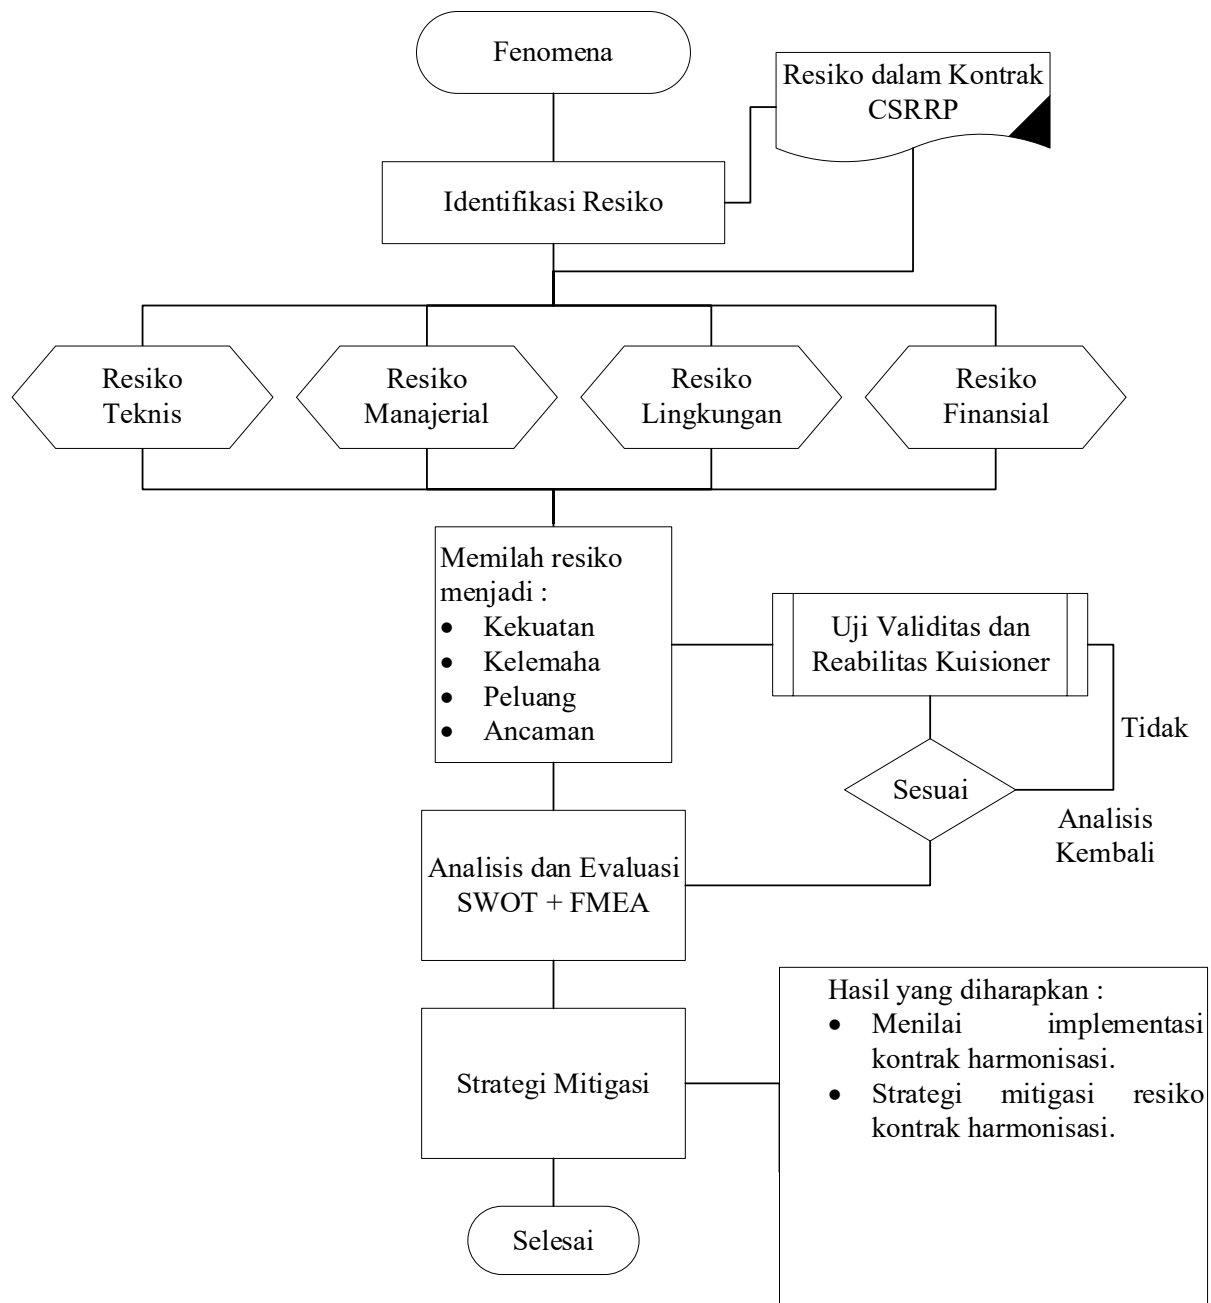 Fenomena
Resiko dalam Kontrak
CSRRP
Identifikasi Resiko
Resiko
Teknis
Resiko
Manajerial
Resiko
Lingkungan
Resiko
Finansial
Memilah resiko
menjadi :
• Kekuatan
• Kelemaha
• Peluang
• Ancaman
Uji Validitas dan
Reabilitas Kuisioner
Tidak
Sesuai
Analisis
Kembali
Analisis dan Evaluasi
SWOT + FMEA
Hasil yang diharapkan :
• Menilai implementasi
kontrak harmonisasi.
• Strategi mitigasi resiko
kontrak harmonisasi.
Strategi Mitigasi
Selesai